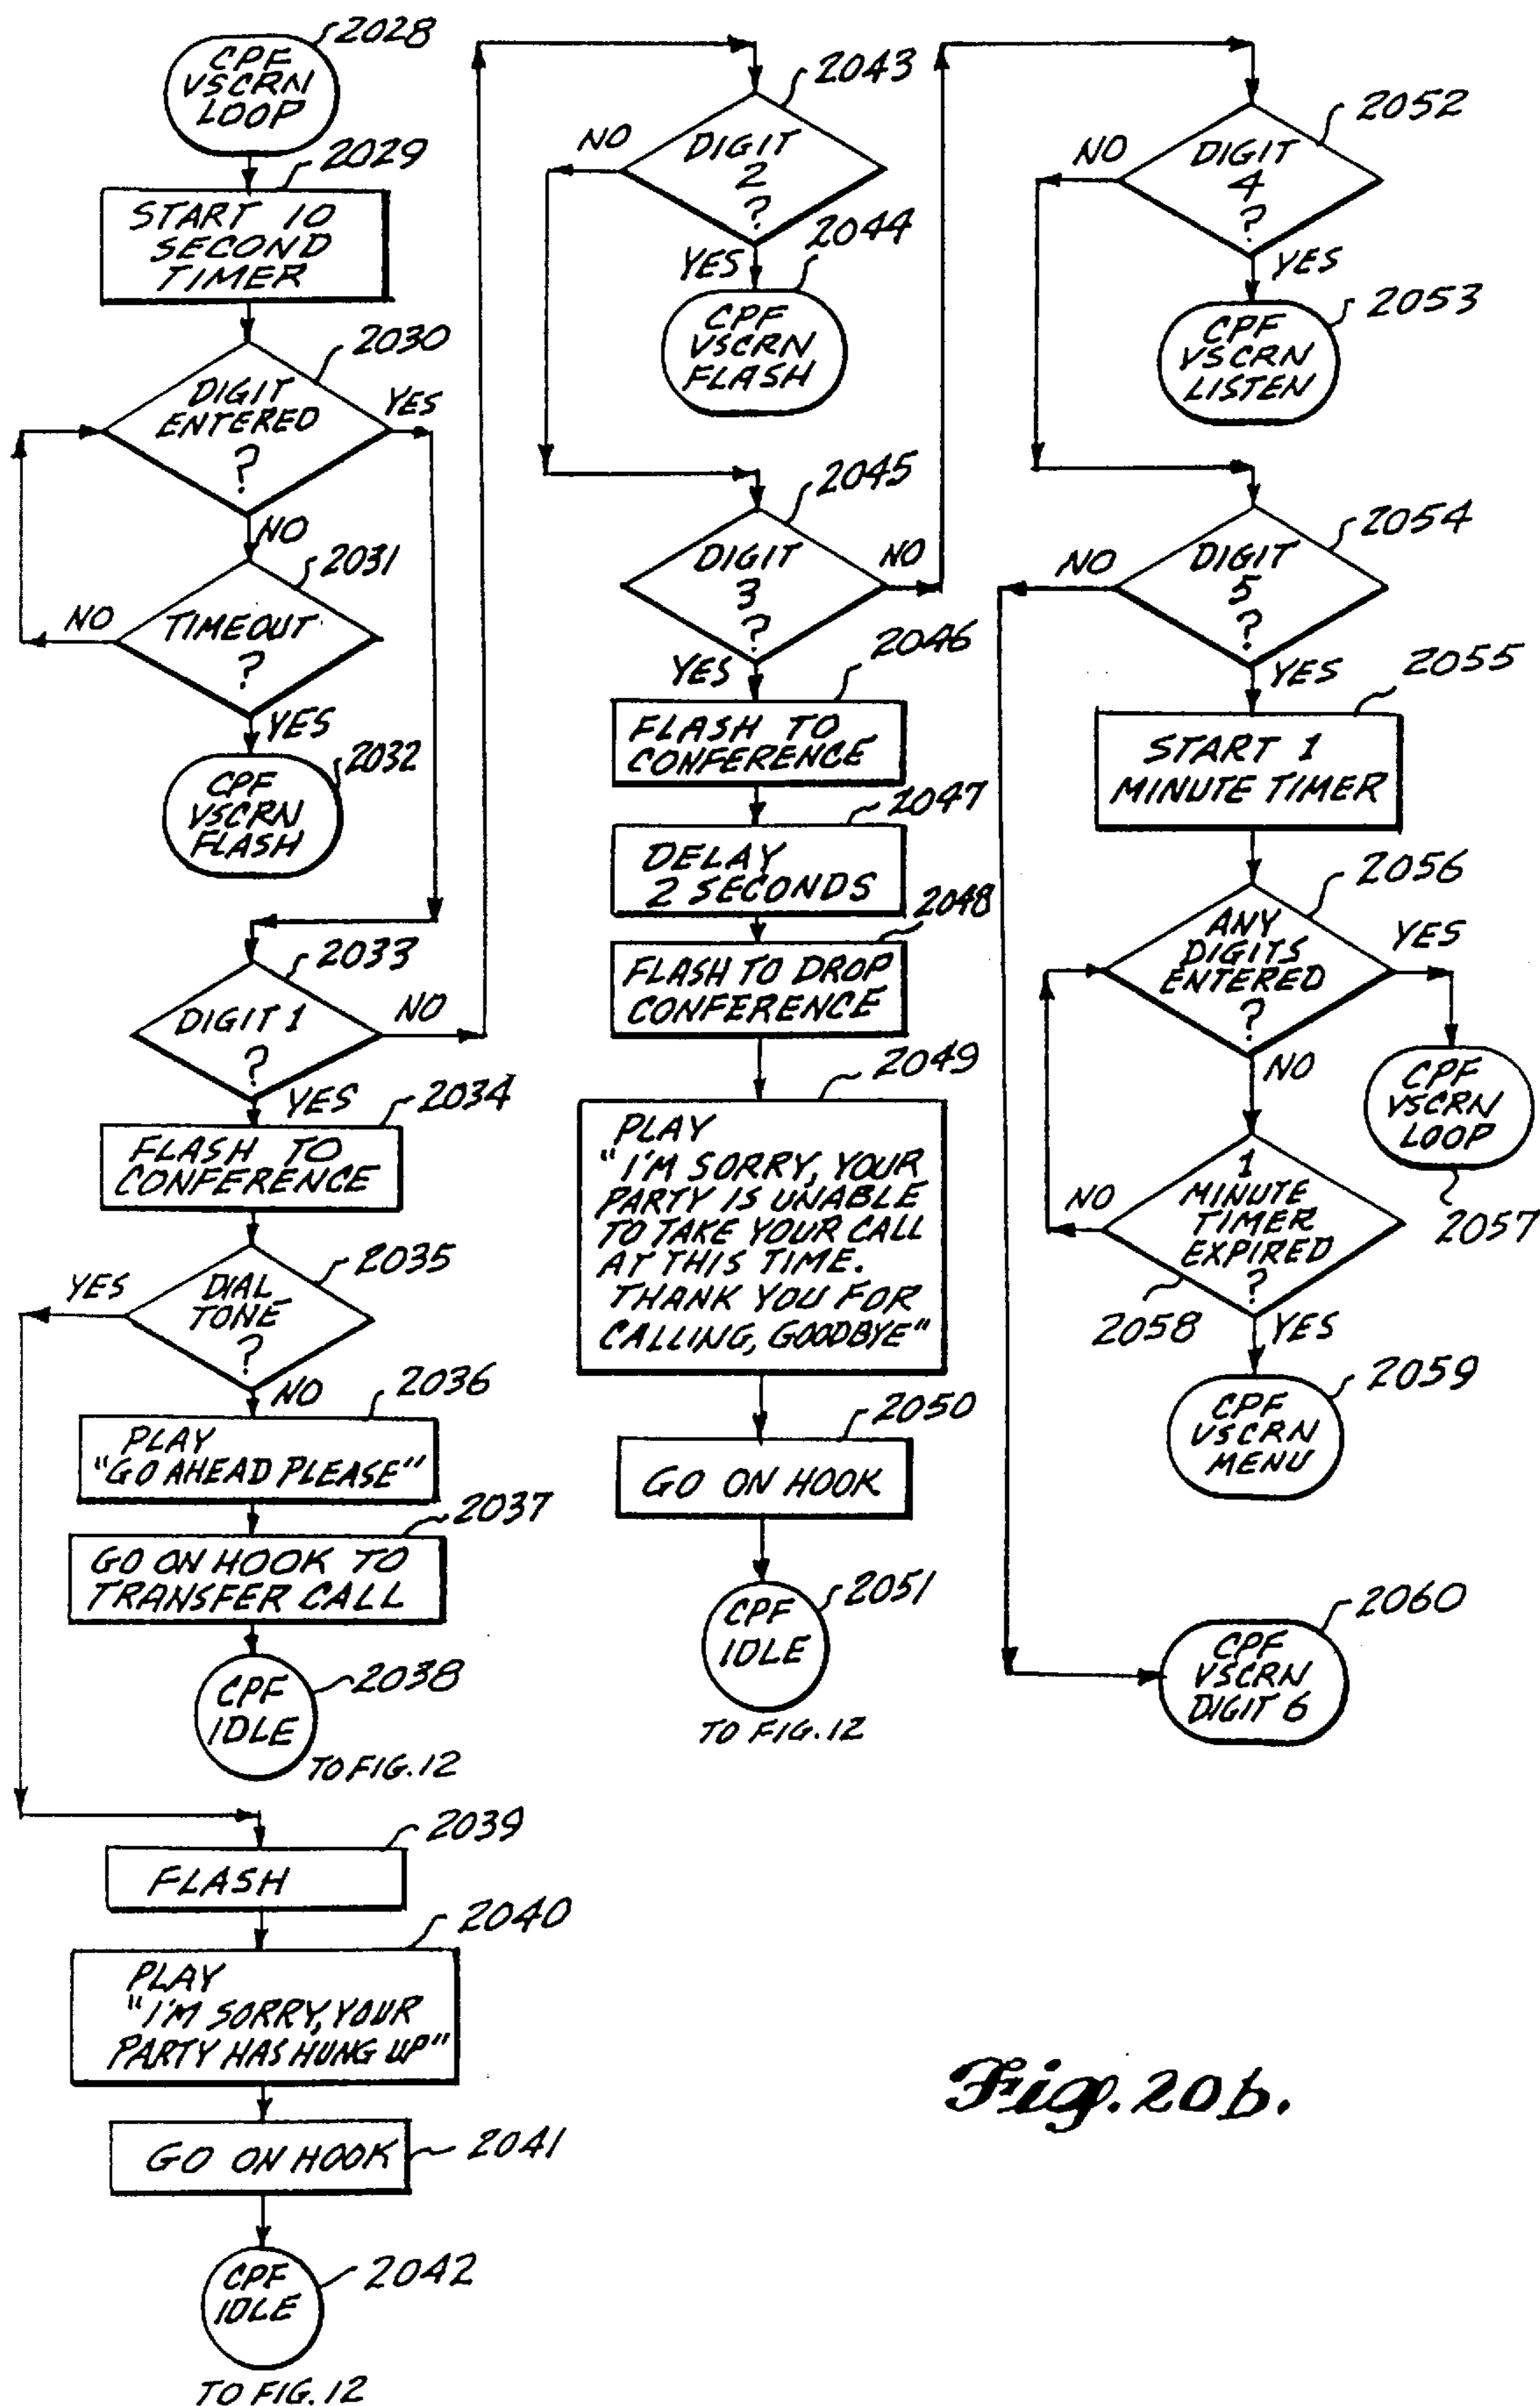 2028
CPF
VSCRN
LOOP
2029
START 10
SECOND
TIMER
2030
DIGIT
ENTERED
?
YES
NO
2031
TIMEOUT
?
NO
YES
2032
CPF
VSCRN
FLASH
2033
DIGIT 1
?
NO
YES
2034
FLASH TO
CONFERENCE
2035
DIAL
TONE
?
YES
NO
2036
PLAY
"GO AHEAD PLEASE"
2037
GO ON HOOK TO
TRANSFER CALL
2038
CPF
IDLE
TO FIG. 12
2039
FLASH
2040
PLAY
"I'M SORRY, YOUR
PARTY HAS HUNG UP"
2041
GO ON HOOK
2042
CPF
IDLE
TO FIG. 12
2043
DIGIT
2
?
NO
YES
2044
CPF
VSCRN
FLASH
2045
DIGIT
3
?
NO
YES
2046
FLASH TO
CONFERENCE
2047
DELAY
2 SECONDS
2048
FLASH TO DROP
CONFERENCE
2049
PLAY
"I'M SORRY, YOUR
PARTY IS UNABLE
TO TAKE YOUR CALL
AT THIS TIME.
THANK YOU FOR
CALLING, GOODBYE"
2050
GO ON HOOK
2051
CPF
IDLE
TO FIG. 12
2052
DIGIT
4
?
NO
YES
2053
CPF
VSCRN
LISTEN
2054
DIGIT
5
?
NO
YES
2055
START 1
MINUTE TIMER
2056
ANY
DIGITS
ENTERED
?
YES
NO
CPF
VSCRN
LOOP
2057
1
MINUTE
TIMER
EXPIRED
?
NO
2058
YES
2059
CPF
VSCRN
MENU
2060
CPF
VSCRN
DIGIT 6
Fig. 20b.